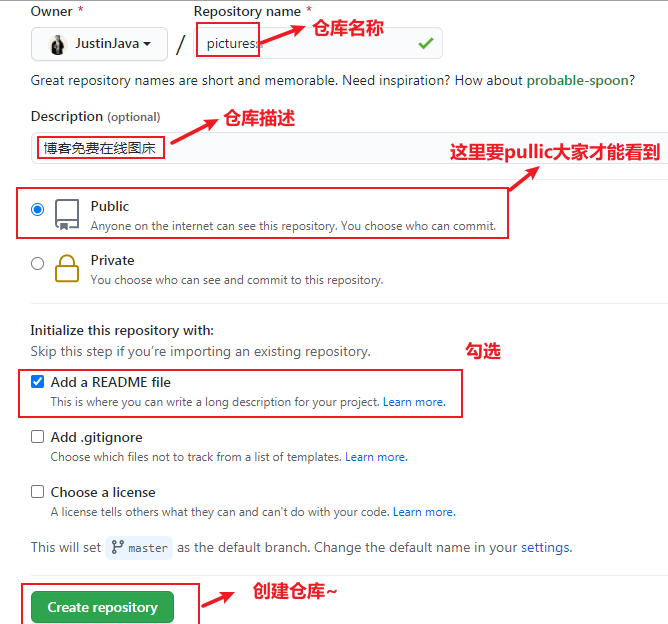 Owner * Repository name *
仓库名称
JustinJava / pictures
Great repository names are short and memorable. Need inspiration? How about probable-spoon?
Description (optional)
仓库描述
博客免费在线图床
这里要pullic大家才能看到
Public
Anyone on the internet can see this repository. You choose who can commit.
Private
You choose who can see and commit to this repository.
Initialize this repository with:
Skip this step if you're importing an existing repository.
勾选
Add a README file
This is where you can write a long description for your project. Learn more.
Add .gitignore
Choose which files not to track from a list of templates. Learn more.
Choose a license
A license tells others what they can and can't do with your code. Learn more.
This will set master as the default branch. Change the default name in your settings.
创建仓库~
Create repository